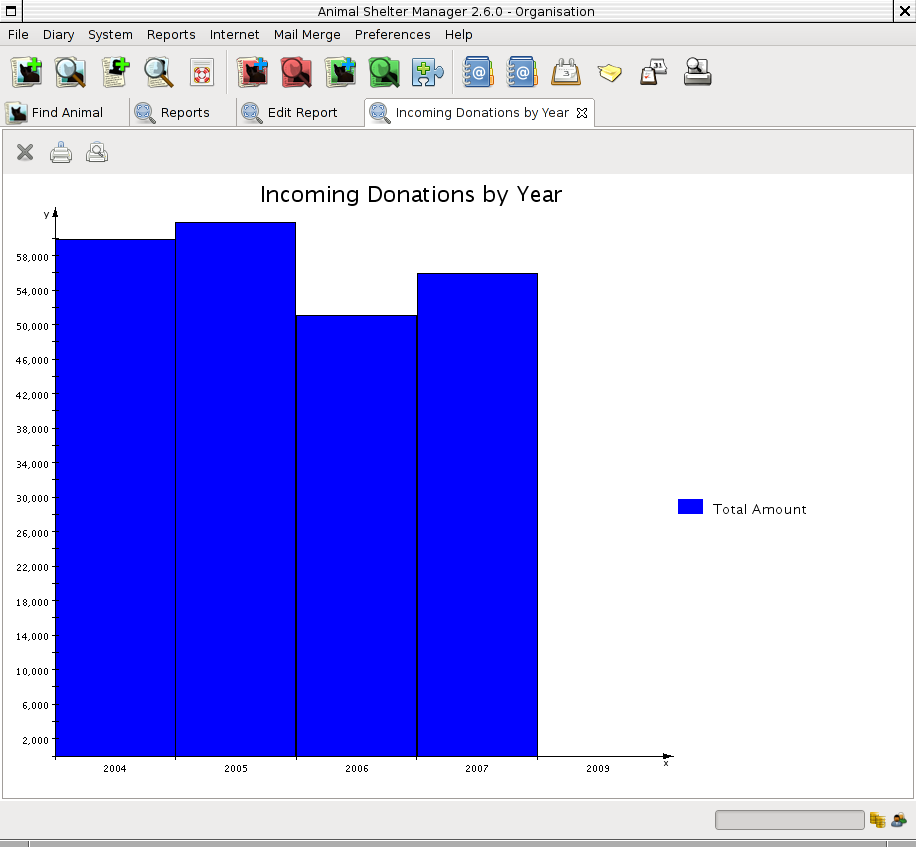 Animal Shelter Manager 2.6.0 - Organisation
File Diary System Reports Internet Mail Merge Preferences Help
@ @ 3 31
Find Animal Reports Edit Report Incoming Donations by Year
Incoming Donations by Year
y
58,000
54,000
50,000
46,000
42,000
38,000
34,000
30,000
Total Amount
26,000
22,000
18,000
14,000
10,000
6,000
2,000
x
2004 2005 2006 2007 2009